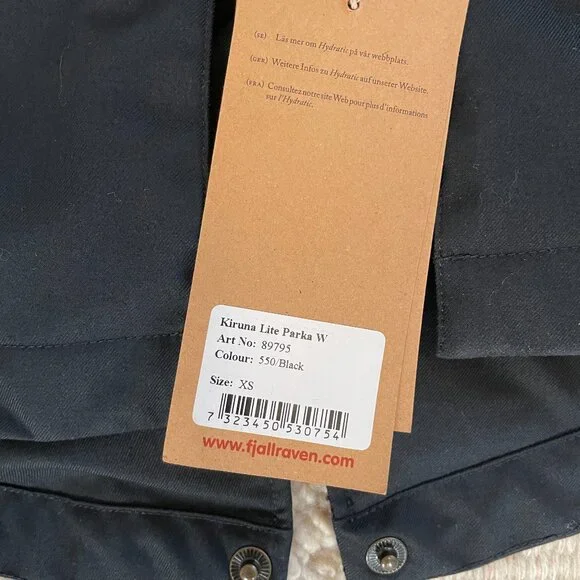 (SE) Läs mer om Hydratic på vår webbplats.
(GER) Weitere Infos zu Hydratic auf unserer Website.
(FRA) Consultez notre site Web pour plus d'informations
sur l'Hydratic.
Kiruna Lite Parka W
Art No: 89795
Colour: 550/Black
Size: XS
7 323450 530754
www.fjallraven.com